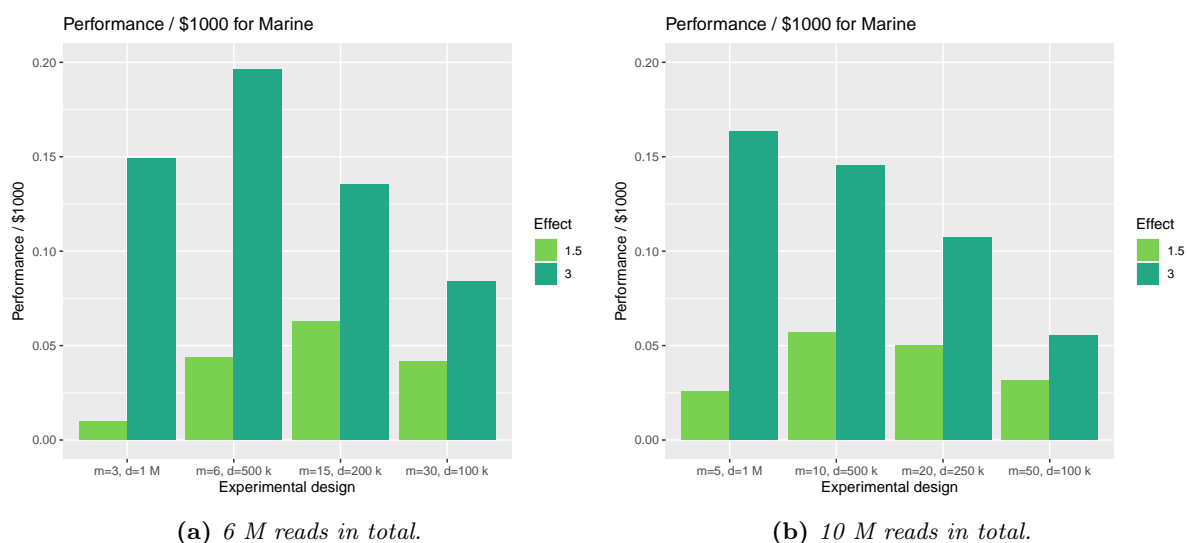 Performance / $1000 for Marine
Performance / $1000
0.20
0.15
0.10
0.05
0.00
m=3, d=1 M
m=6, d=500 k
m=15, d=200 k
m=30, d=100 k
Experimental design
Effect
1.5
3
(a) 6 M reads in total.
Performance / $1000 for Marine
Performance / $1000
0.20
0.15
0.10
0.05
0.00
m=5, d=1 M
m=10, d=500 k
m=20, d=250 k
m=50, d=100 k
Experimental design
Effect
1.5
3
(b) 10 M reads in total.